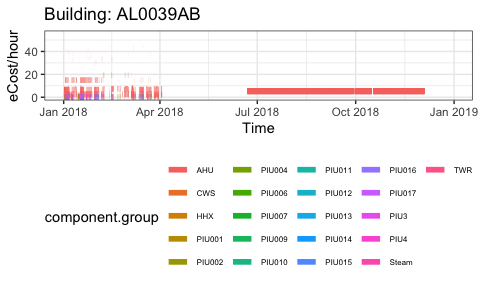 Building: AL0039AB
eCost/hour
40
20
0
Jan 2018 Apr 2018 Jul 2018 Oct 2018 Jan 2019
Time
component.group
AHU PIU004 PIU011 PIU016 TWR
CWS PIU006 PIU012 PIU017
HHX PIU007 PIU013 PIU3
PIU001 PIU009 PIU014 PIU4
PIU002 PIU010 PIU015 Steam